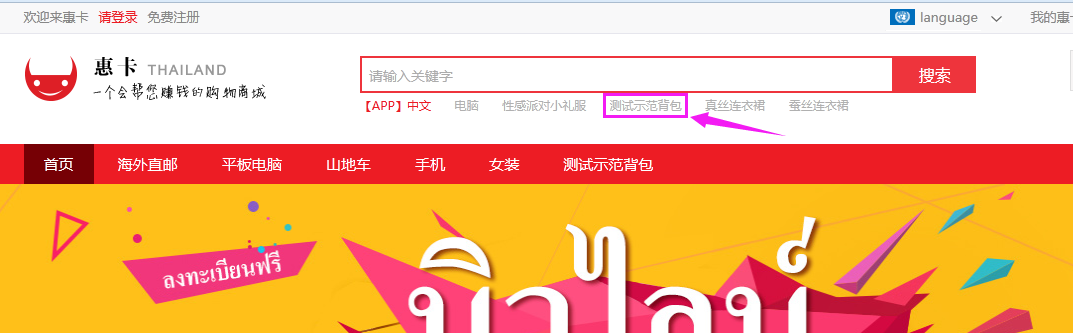 欢迎来惠卡 请登录 免费注册 language 我的惠
惠卡 THAILAND
一个会帮您赚钱的购物商城
请输入关键字 搜索
【APP】中文 电脑 性感派对小礼服 测试示范背包 真丝连衣裙 蚕丝连衣裙
首页 海外直邮 平板电脑 山地车 手机 女装 测试示范背包
ลงทะเบียนฟรี